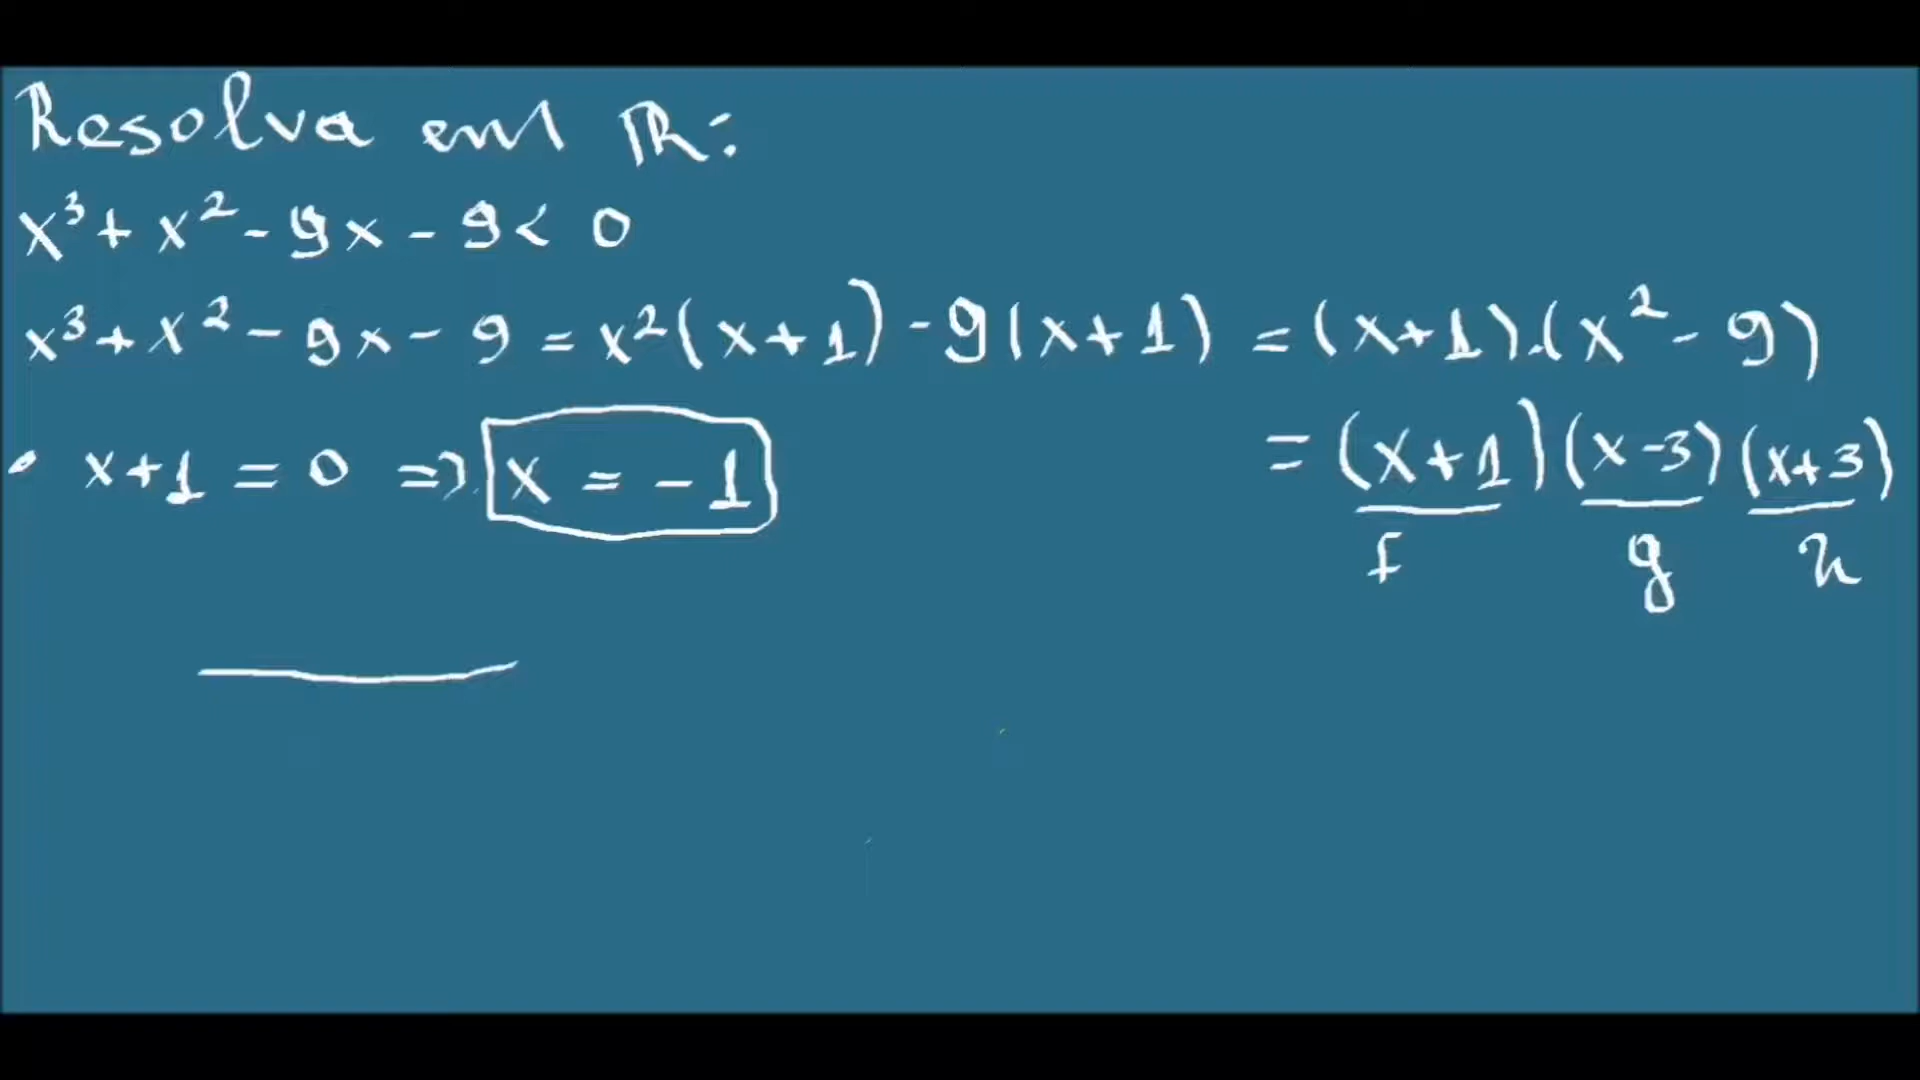 Resolva em ℝ:
x³ + x² - 9x - 9 < 0
x³ + x² - 9x - 9 = x²(x+1) - 9(x+1) = (x+1).(x² - 9)
• x+1 = 0 ⇒ x = -1
= (x+1)(x-3)(x+3)
f g h